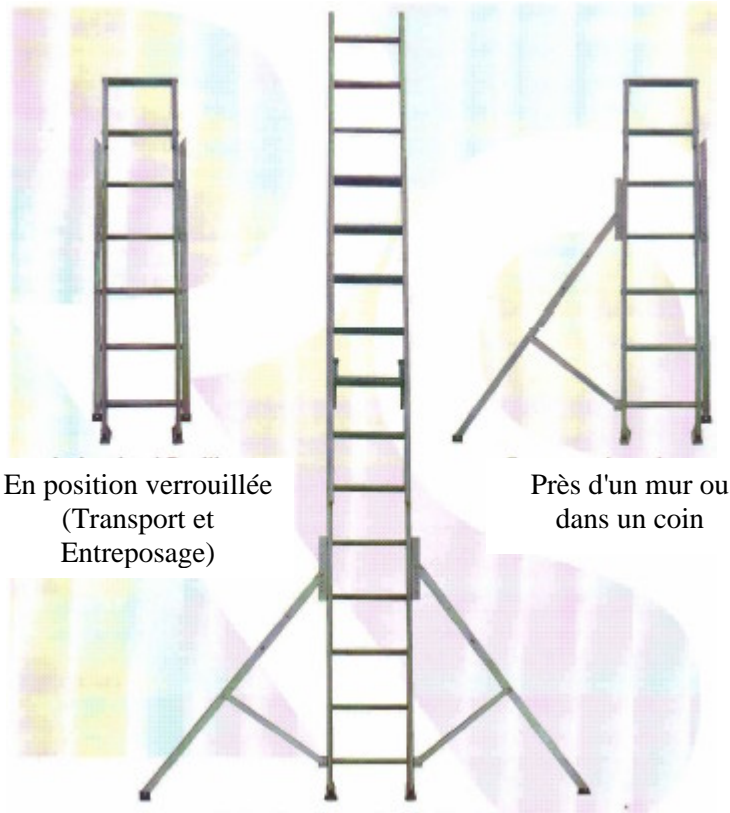 En position verrouillée
(Transport et
Entreposage)
Près d'un mur ou
dans un coin